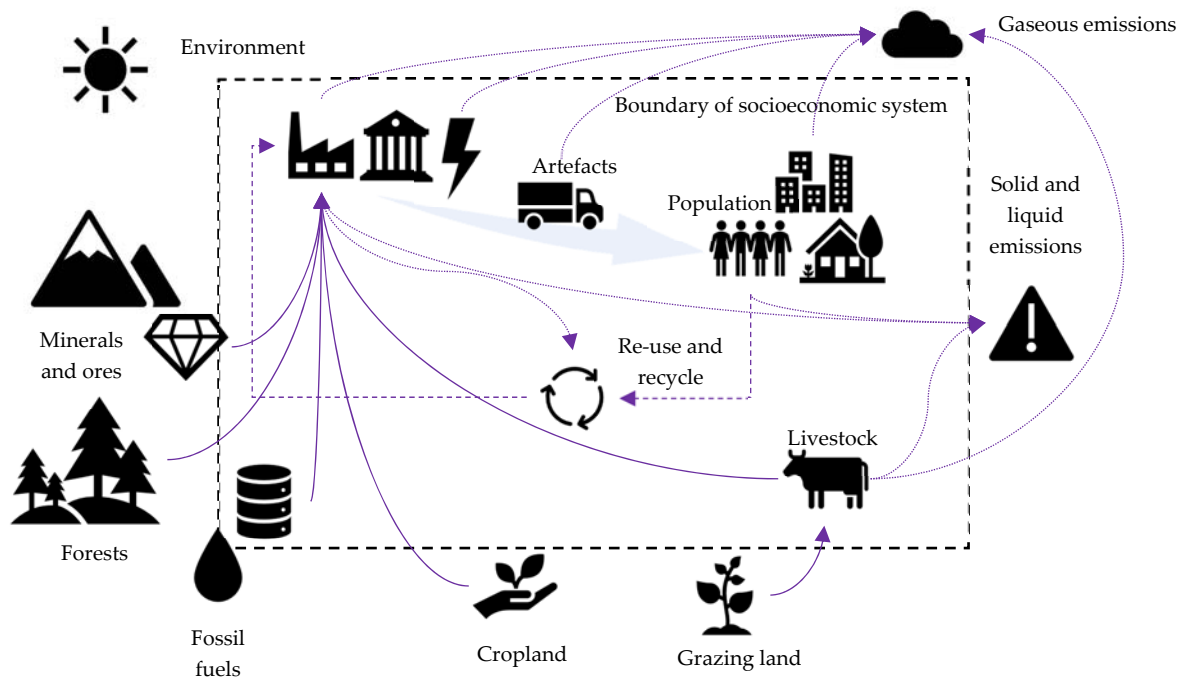 Gaseous emissions
Environment
Boundary of socioeconomic system
Artefacts
Population
Solid and
liquid
emissions
Minerals
and ores
Re-use and
recycle
Livestock
Forests
Fossil
fuels
Cropland
Grazing land